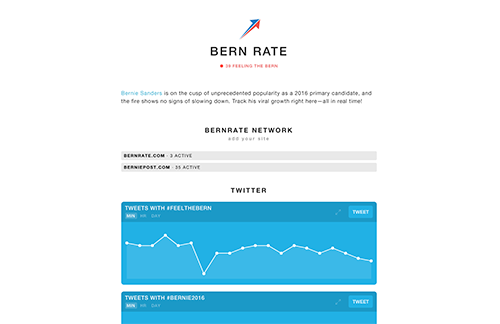 BERN RATE
39 FEELING THE BERN
Bernie Sanders is on the cusp of unprecedented popularity as a 2016 primary candidate, and
the fire shows no signs of slowing down. Track his viral growth right here—all in real time!
BERNRATE NETWORK
add your site
BERNRATE.COM · 3 ACTIVE
BERNIEPOST.COM · 35 ACTIVE
TWITTER
TWEETS WITH #FEELTHEBERN
MIN HR DAY
TWEET
TWEETS WITH #BERNIE2016
MIN HR DAY
TWEET